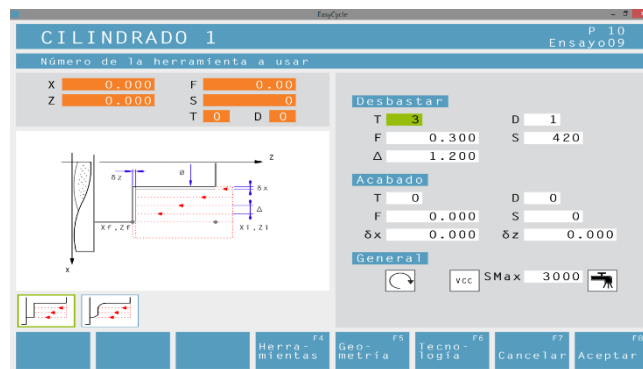 EasyCycle
CILINDRADO 1
P 10
Ensayo09
Número de la herramienta a usar
X 0.000 F 0.00
Z 0.000 S 0
T 0 D 0
Z
δz
ø
δx
Δ
Xf,Zf
Xi,Zi
X
Desbastar
T 3 D 1
F 0.300 S 420
Δ 1.200
Acabado
T 0 D 0
F 0.000 S 0
δx 0.000 δz 0.000
General
VCC SMax 3000
F4
Herra-
mientas
F5
Geo-
metría
F6
Tecno-
logía
F7
Cancelar
F8
Aceptar